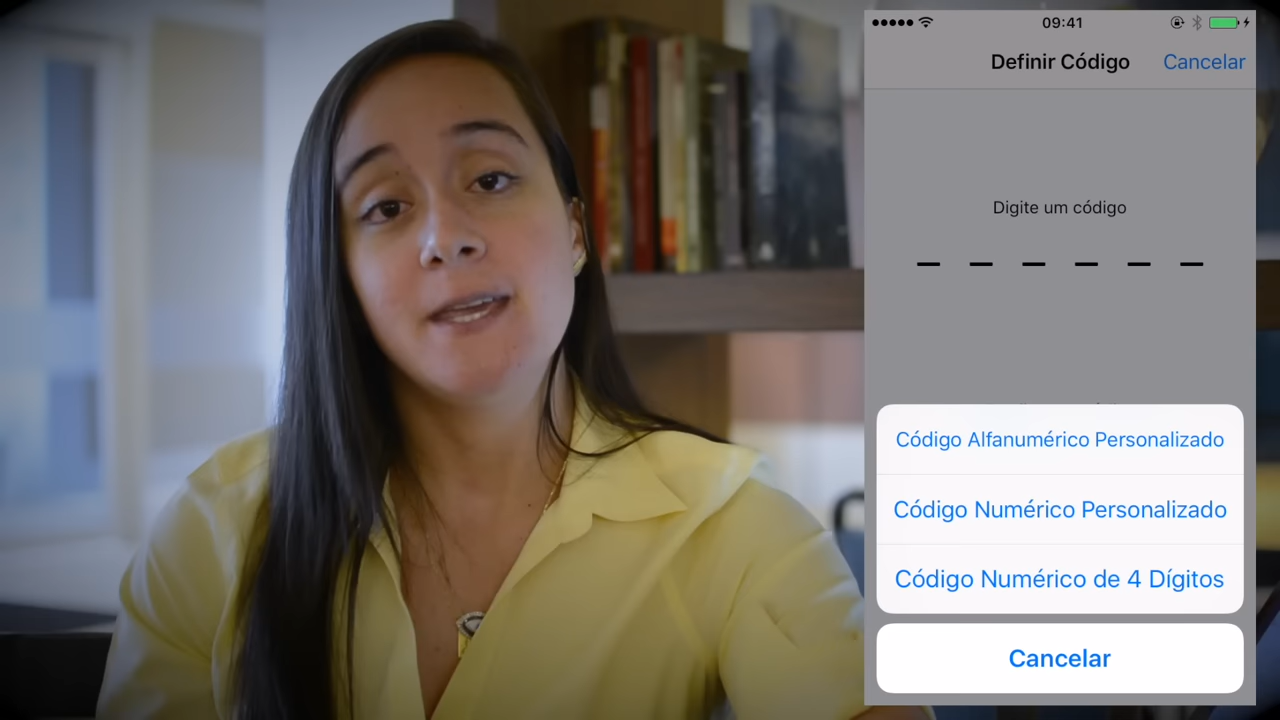 09:41
Definir Código
Cancelar
Digite um código
Código Alfanumérico Personalizado
Código Numérico Personalizado
Código Numérico de 4 Dígitos
Cancelar